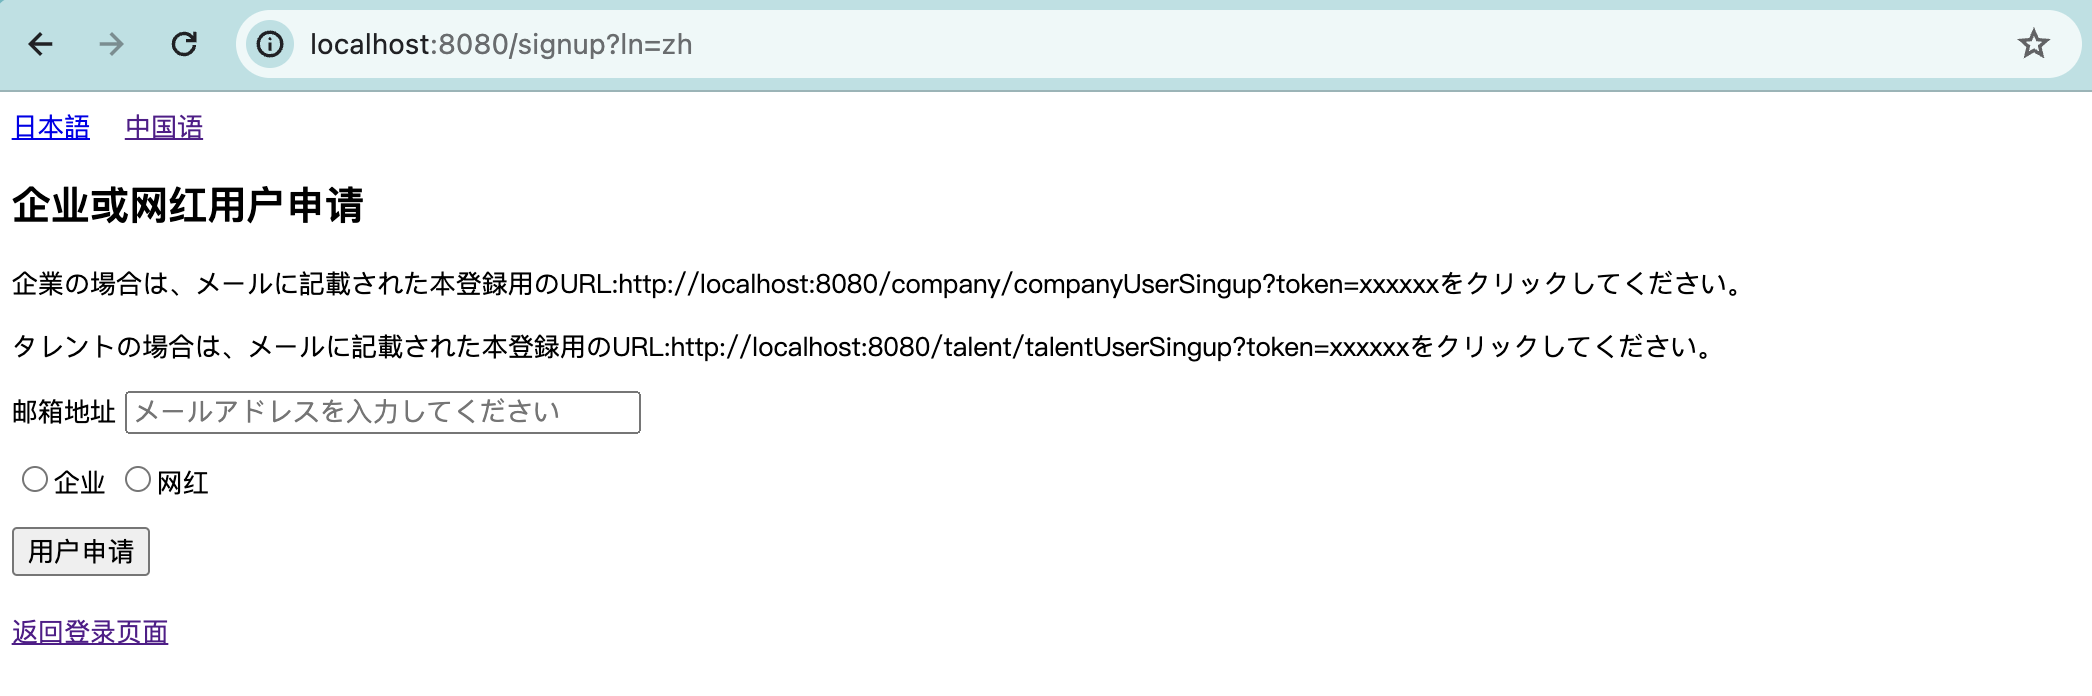 localhost:8080/signup?ln=zh
日本語 中国语
企业或网红用户申请
企業の場合は、メールに記載された本登録用のURL:http://localhost:8080/company/companyUserSingup?token=xxxxxxをクリックしてください。
タレントの場合は、メールに記載された本登録用のURL:http://localhost:8080/talent/talentUserSingup?token=xxxxxxをクリックしてください。
邮箱地址 メールアドレスを入力してください
企业 网红
用户申请
返回登录页面